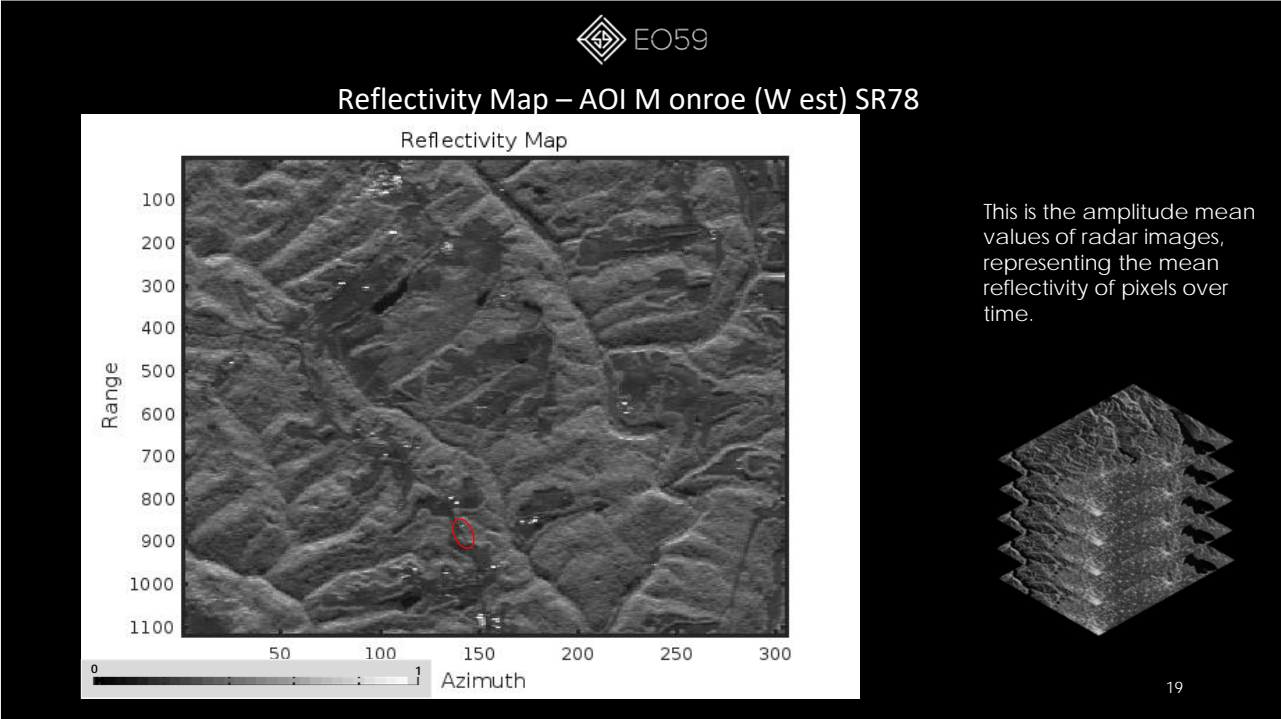 EO59
Reflectivity Map – AOI M onroe (W est) SR78
Reflectivity Map
100
200
300
400
500
600
700
800
900
1000
1100
Range
50
100
150
200
250
300
Azimuth
0
1
This is the amplitude mean
values of radar images,
representing the mean
reflectivity of pixels over
time.
19